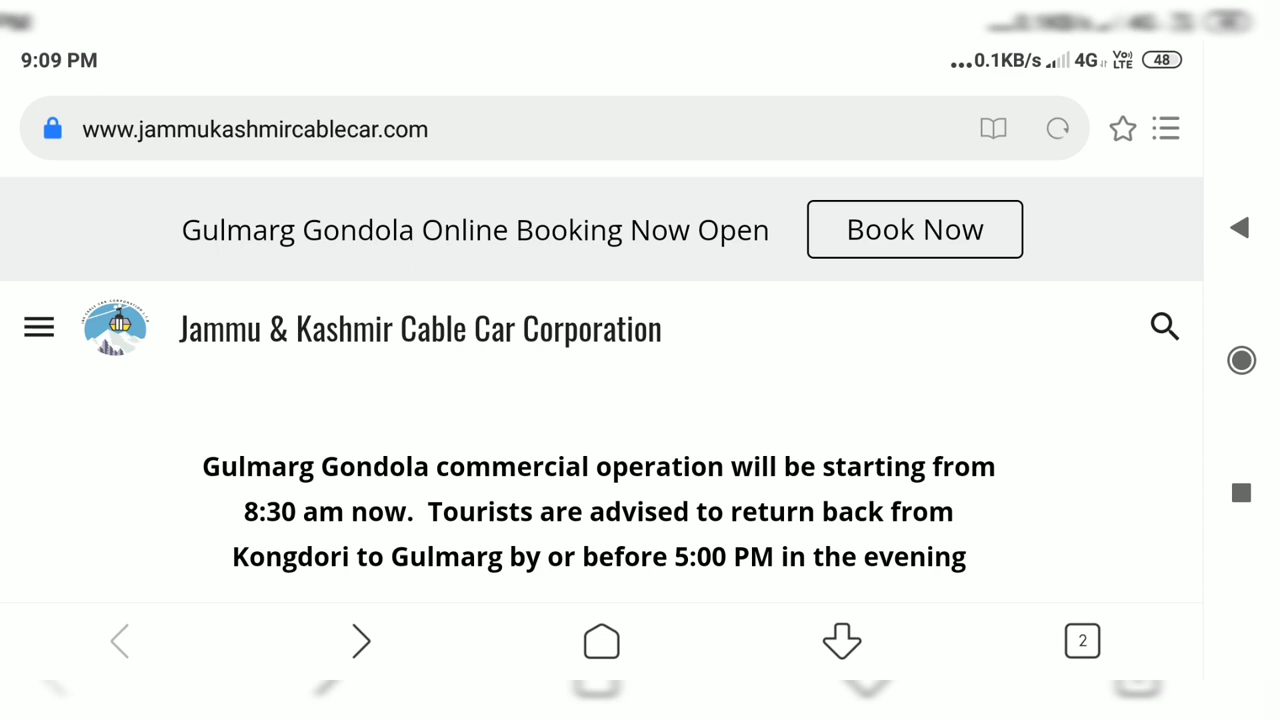 9:09 PM
...0.1KB/s 4G Vo) LTE 48
www.jammukashmircablecar.com
Gulmarg Gondola Online Booking Now Open Book Now
Jammu & Kashmir Cable Car Corporation
Gulmarg Gondola commercial operation will be starting from
8:30 am now. Tourists are advised to return back from
Kongdori to Gulmarg by or before 5:00 PM in the evening
2